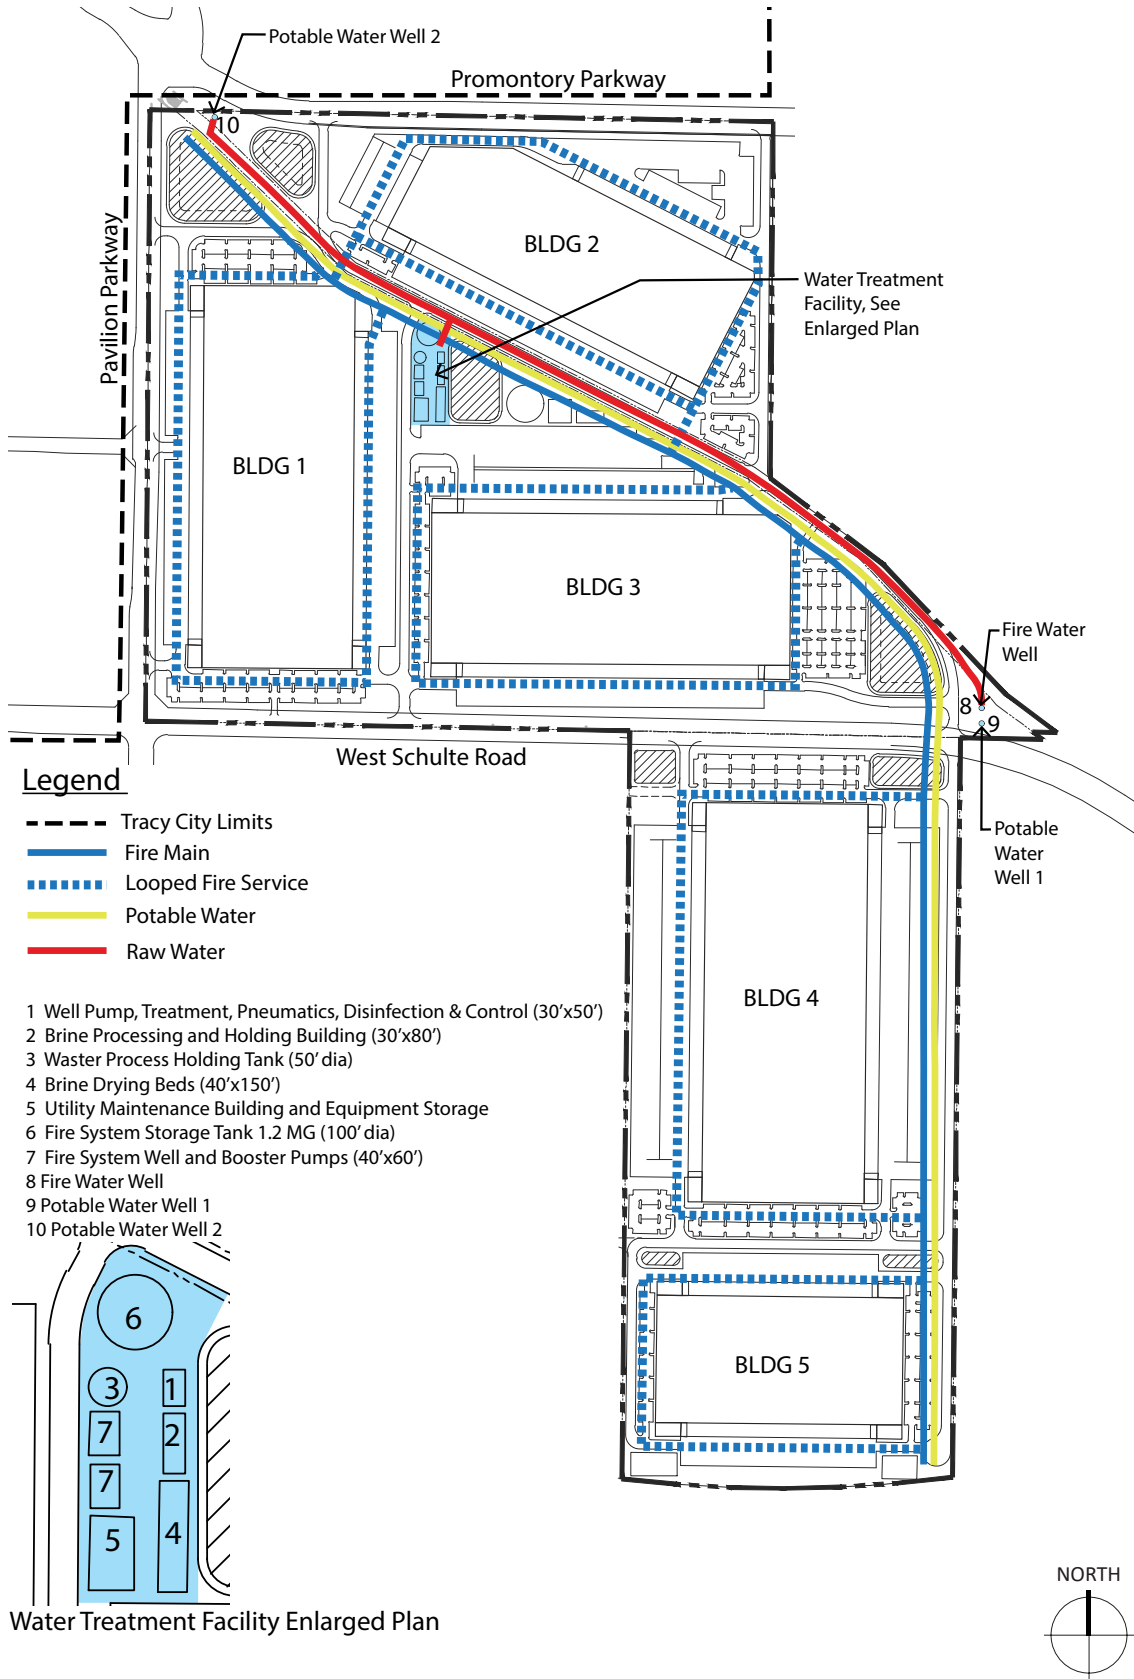 Potable Water Well 2
Promontory Parkway
10
Pavilion Parkway
BLDG 2
Water Treatment
Facility, See
Enlarged Plan
BLDG 1
BLDG 3
Fire Water
Well
8
9
West Schulte Road
Potable
Water
Well 1
Legend
Tracy City Limits
Fire Main
Looped Fire Service
Potable Water
Raw Water
BLDG 4
1 Well Pump, Treatment, Pneumatics, Disinfection & Control (30'x50')
2 Brine Processing and Holding Building (30'x80')
3 Waster Process Holding Tank (50' dia)
4 Brine Drying Beds (40'x150')
5 Utility Maintenance Building and Equipment Storage
6 Fire System Storage Tank 1.2 MG (100' dia)
7 Fire System Well and Booster Pumps (40'x60')
8 Fire Water Well
9 Potable Water Well 1
10 Potable Water Well 2
BLDG 5
6
3
1
7
2
7
5
4
Water Treatment Facility Enlarged Plan
NORTH